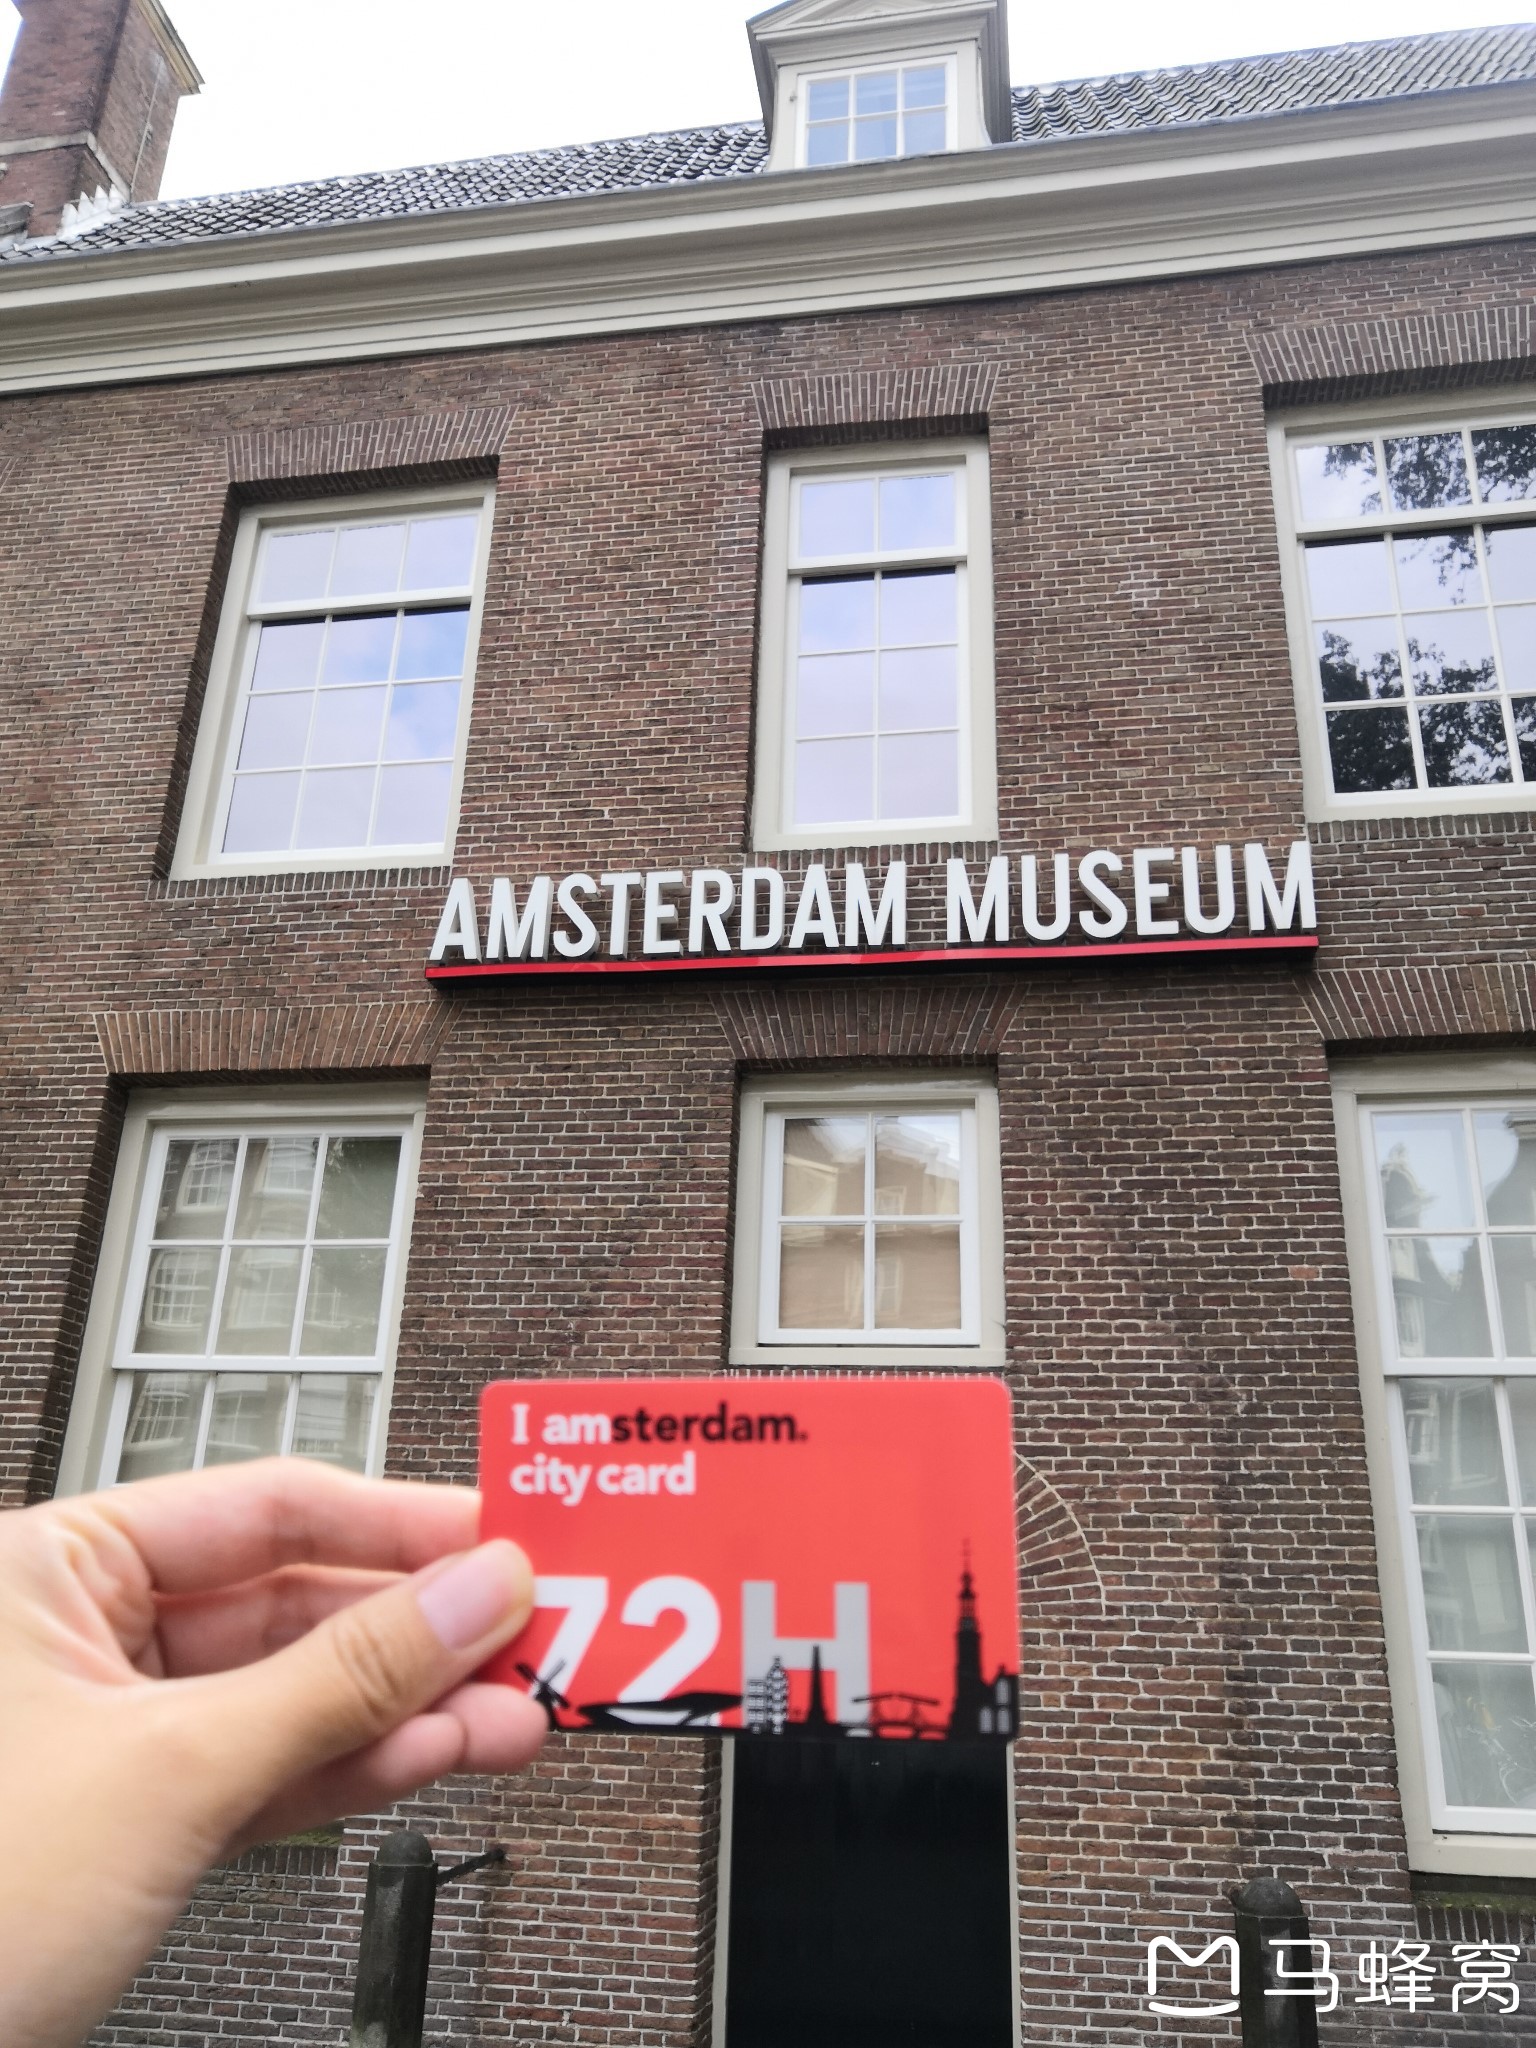 AMSTERDAM MUSEUM
I amsterdam.
city card
72H
马蜂窝